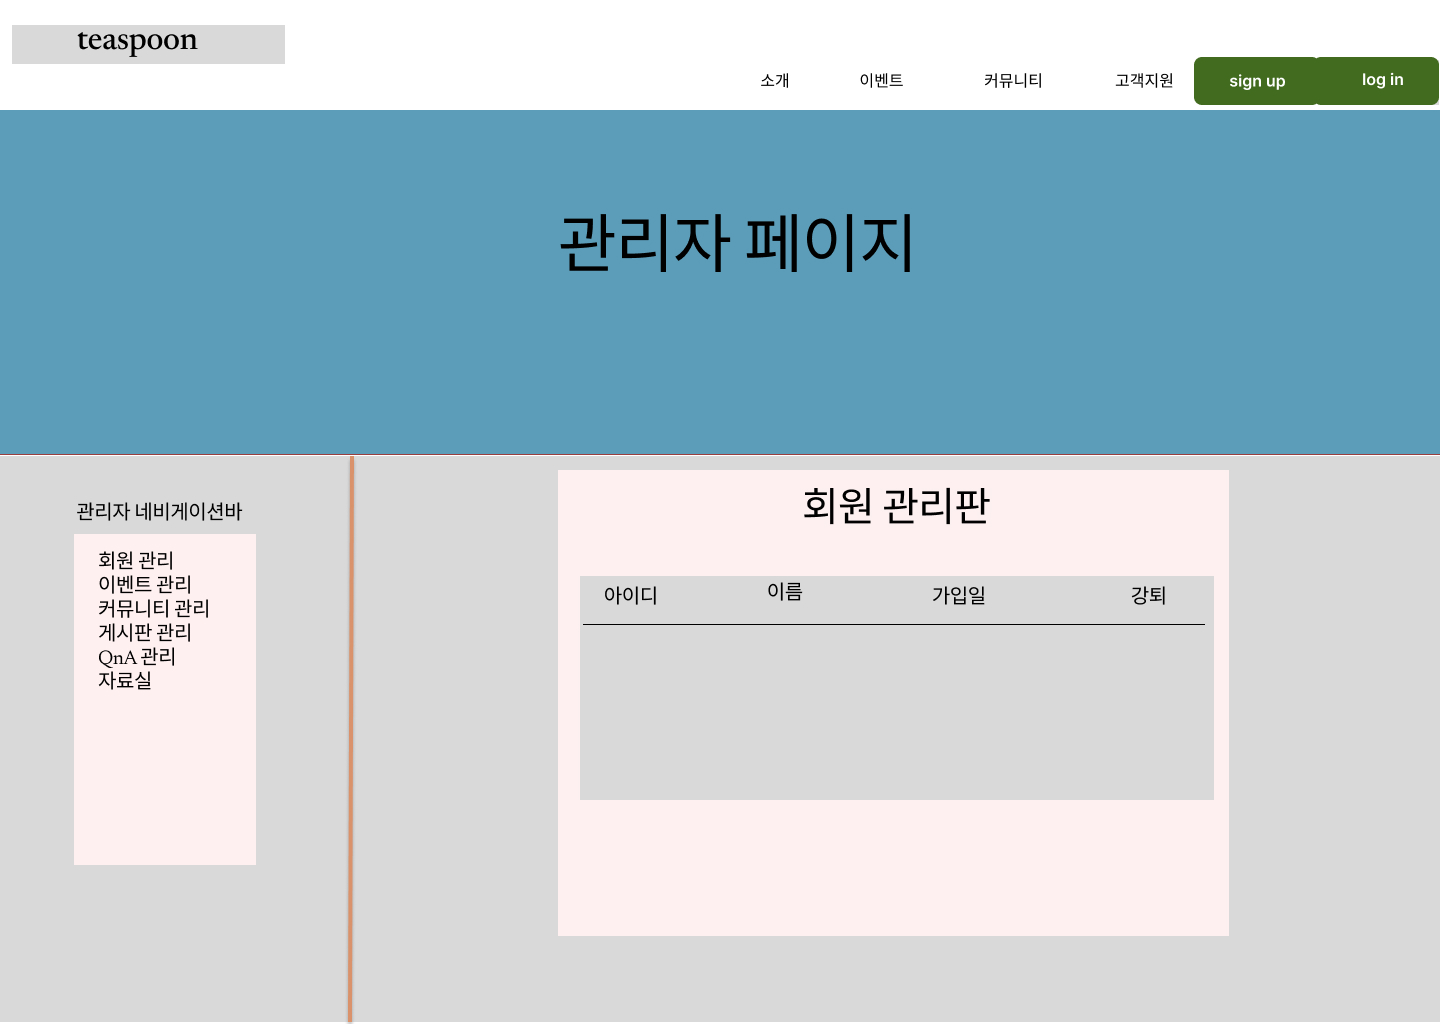 teaspoon
소개
이벤트
커뮤니티
고객지원
sign up
log in
관리자 페이지
관리자 네비게이션바
회원 관리
이벤트 관리
커뮤니티 관리
게시판 관리
QnA 관리
자료실
회원 관리판
아이디
이름
가입일
강퇴